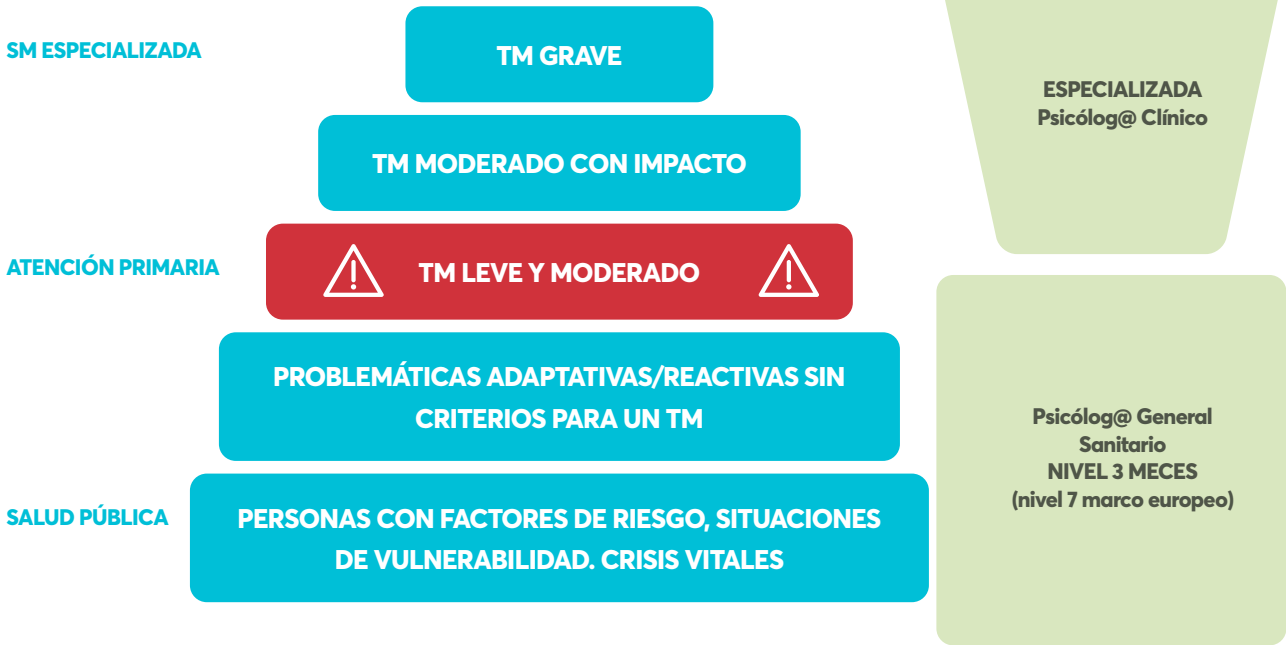 SM ESPECIALIZADA
TM GRAVE
TM MODERADO CON IMPACTO
ATENCIÓN PRIMARIA
TM LEVE Y MODERADO
PROBLEMÁTICAS ADAPTATIVAS/REACTIVAS SIN
CRITERIOS PARA UN TM
SALUD PÚBLICA
PERSONAS CON FACTORES DE RIESGO, SITUACIONES
DE VULNERABILIDAD. CRISIS VITALES
ESPECIALIZADA
Psicólog@ Clínico
Psicólog@ General
Sanitario
NIVEL 3 MECES
(nivel 7 marco europeo)